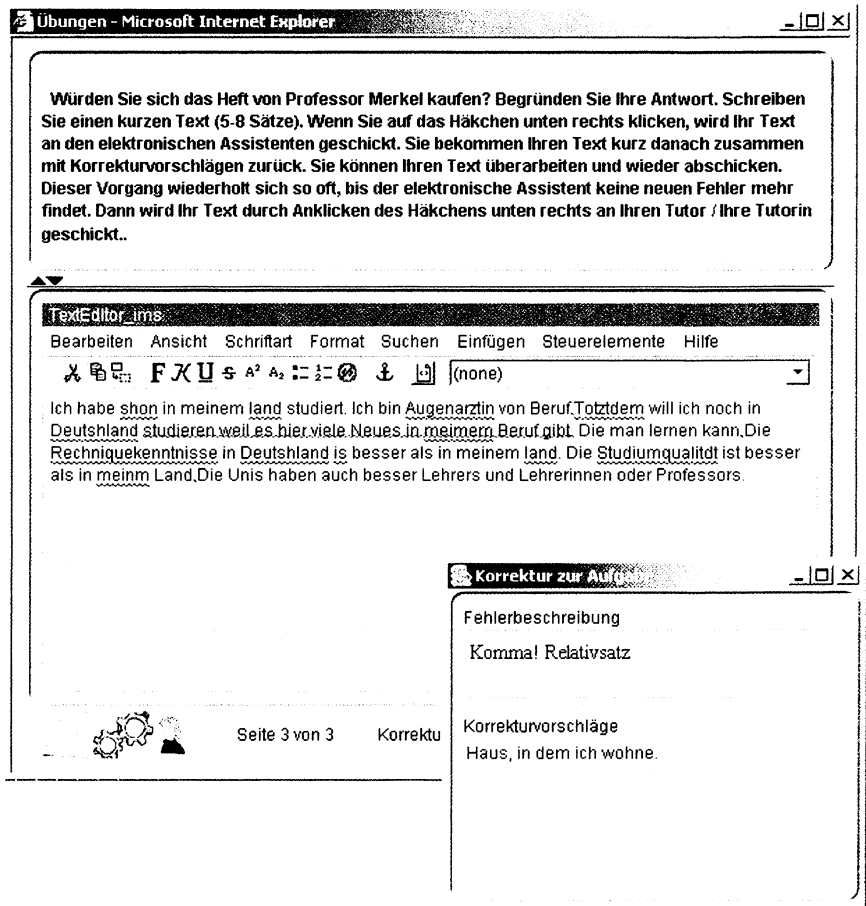 Übungen - Microsoft Internet Explorer
Würden Sie sich das Heft von Professor Merkel kaufen? Begründen Sie Ihre Antwort. Schreiben
Sie einen kurzen Text (5-8 Sätze). Wenn Sie auf das Häkchen unten rechts klicken, wird Ihr Text
an den elektronischen Assistenten geschickt. Sie bekommen Ihren Text kurz danach zusammen
mit Korrekturvorschlägen zurück. Sie können Ihren Text überarbeiten und wieder abschicken.
Dieser Vorgang wiederholt sich so oft, bis der elektronische Assistent keine neuen Fehler mehr
findet. Dann wird Ihr Text durch Anklicken des Häkchens unten rechts an Ihren Tutor / Ihre Tutorin
geschickt..
TextEditor_ims
Bearbeiten Ansicht Schriftart Format Suchen Einfügen Steuerelemente Hilfe
F K U S A² A₂ (none)
Ich habe shon in meinem land studiert. Ich bin Augenarztin von Beruf.Totztdem will ich noch in
Deutshland studieren weil es hier viele Neues in meimem Beruf gibt. Die man lernen kann.Die
Rechniquekenntnisse in Deutshland is besser als in meinem land. Die Studiumqualitdt ist besser
als in meinm Land.Die Unis haben auch besser Lehrers und Lehrerinnen oder Professors.
Korrektur zur
Fehlerbeschreibung
Komma! Relativsatz
Korrekturvorschläge
Haus, in dem ich wohne.
Seite 3 von 3 Korrektu